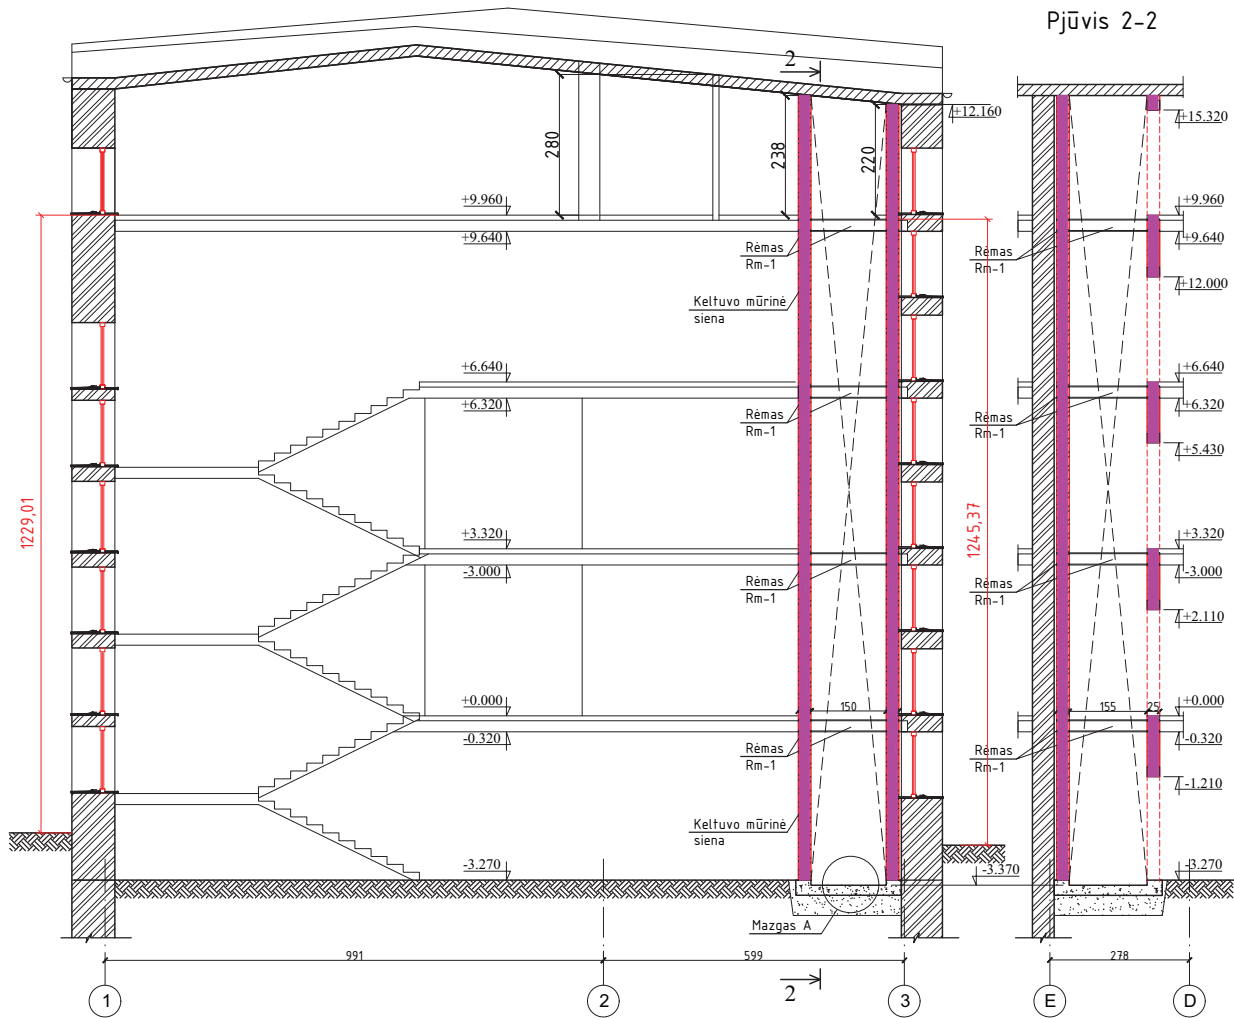 Pjūvis 2-2
2
+12.160
+15.320
280
238
220
+9.960
+9.640
Rėmas
Rm-1
Keltuvo mūrinė
siena
+9.960
+9.640
Rėmas
Rm-1
+12.000
+6.640
+6.320
Rėmas
Rm-1
+6.640
+6.320
Rėmas
Rm-1
+5.430
1229,01
1245,37
+3.320
-3.000
Rėmas
Rm-1
+3.320
-3.000
Rėmas
Rm-1
+2.110
+0.000
-0.320
150
Rėmas
Rm-1
+0.000
155
25
-0.320
Rėmas
Rm-1
-1.210
Keltuvo mūrinė
siena
-3.270
-3.370
-3.270
Mazgas A
991
599
278
2
1
2
3
E
D